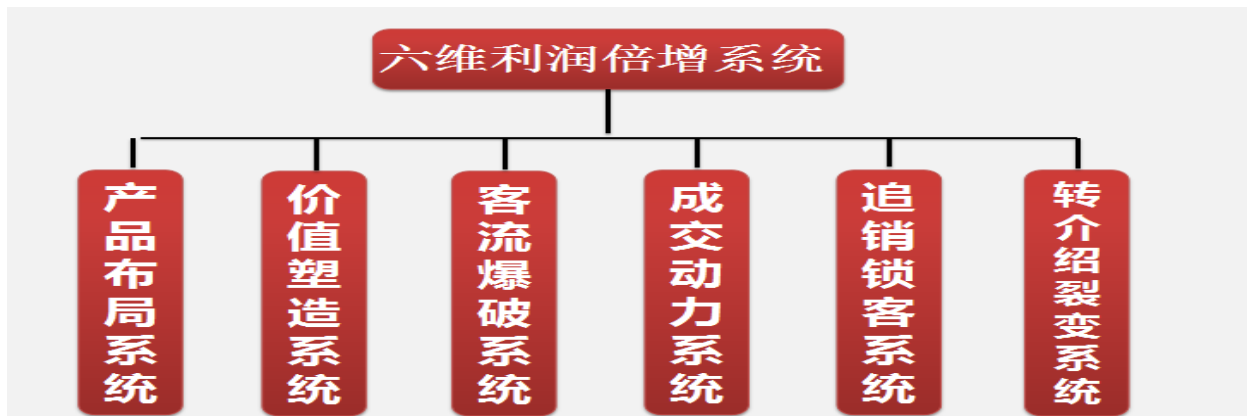 六维利润倍增系统
产品布局系统
价值塑造系统
客流爆破系统
成交动力系统
追销锁客系统
转介绍裂变系统